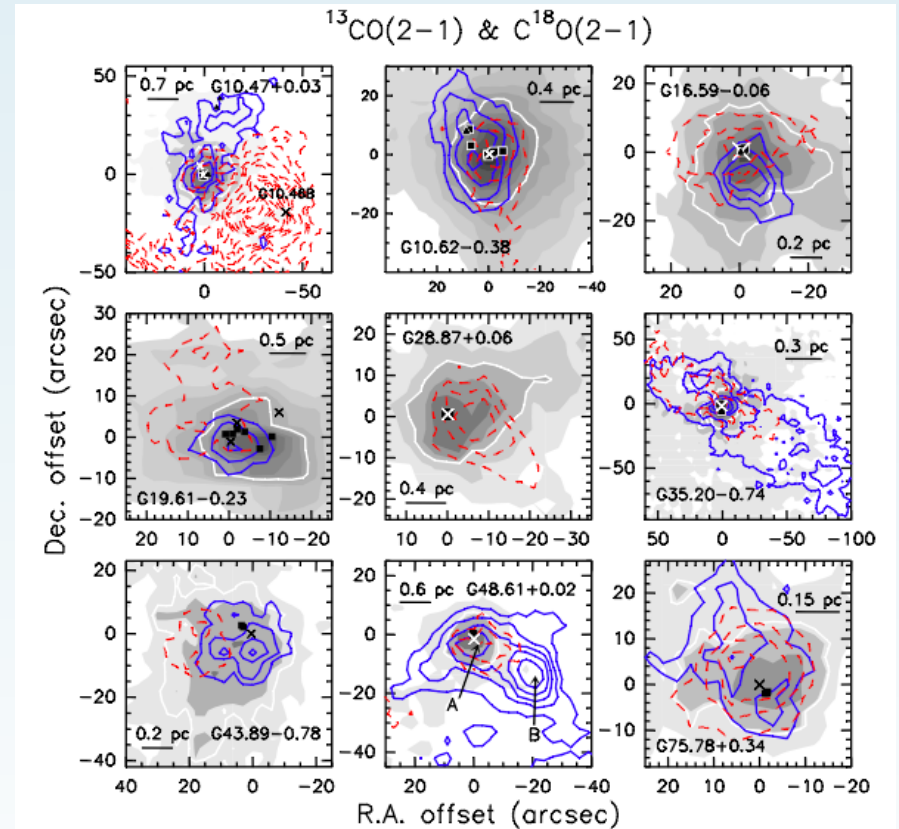 ¹³CO(2−1) & C¹⁸O(2−1)
Dec. offset (arcsec)
50
0
−50
0.7 pc
G10.47+0.03
G10.46B
0 −50
20
0
−20
0.4 pc
G10.62−0.38
20 0 −20 −40
20
0
−20
G16.59−0.06
0.2 pc
20 0 −20
30
20
10
0
−10
−20
0.5 pc
G19.61−0.23
20 10 0 −10 −20
20
10
0
−10
−20
G28.87+0.06
0.4 pc
10 0 −10 −20 −30
50
0
−50
0.3 pc
G35.20−0.74
50 0 −50 −100
20
0
−20
−40
0.2 pc
G43.89−0.78
40 20 0 −20
20
0
−20
−40
0.6 pc
G48.61+0.02
A
B
20 0 −20 −40
20
10
0
−10
0.15 pc
G75.78+0.34
20 10 0 −10 −20
R.A. offset (arcsec)